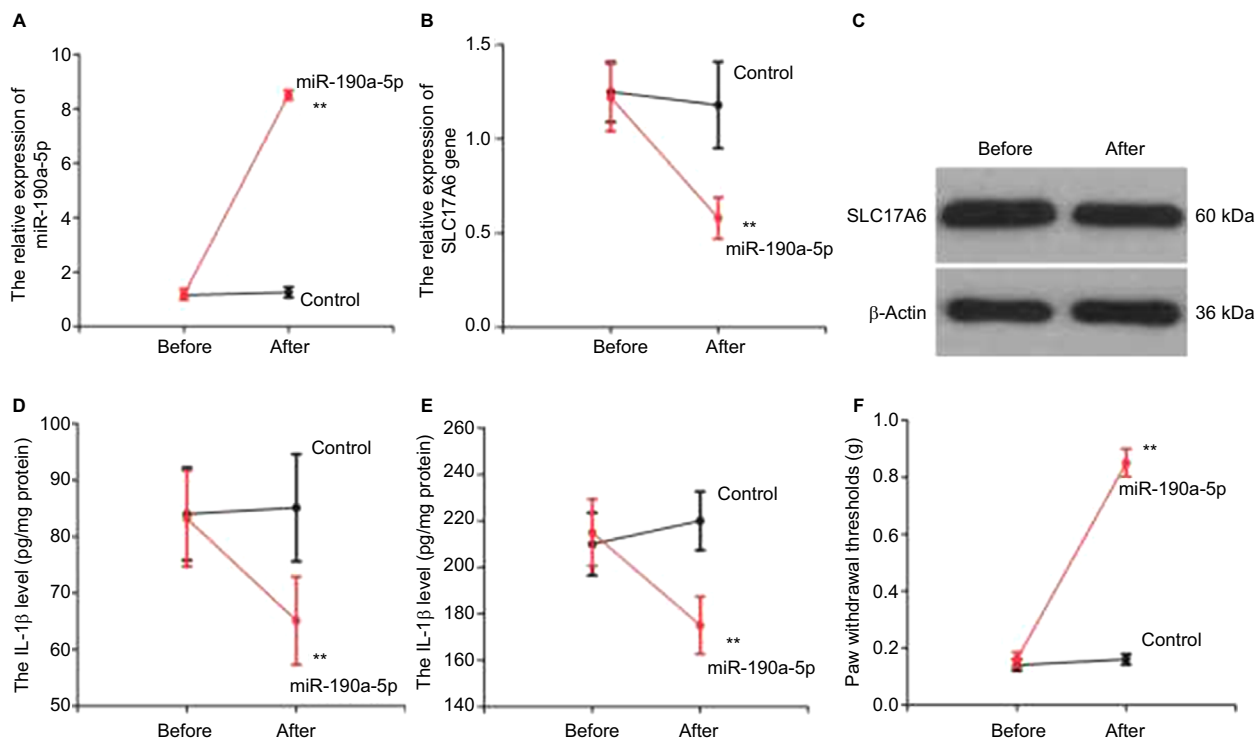 A
The relative expression of
miR-190a-5p
10
8
6
4
2
0
miR-190a-5p
**
Control
Before After
B
The relative expression of
SLC17A6 gene
1.5
1.0
0.5
0.0
Control
**
miR-190a-5p
Before After
C
Before After
SLC17A6 60 kDa
β-Actin 36 kDa
D
The IL-1β level (pg/mg protein)
100
90
80
70
60
50
Control
**
miR-190a-5p
Before After
E
The IL-1β level (pg/mg protein)
260
240
220
200
180
160
140
Control
**
miR-190a-5p
Before After
F
Paw withdrawal thresholds (g)
1.0
0.8
0.6
0.4
0.2
0.0
**
miR-190a-5p
Control
Before After